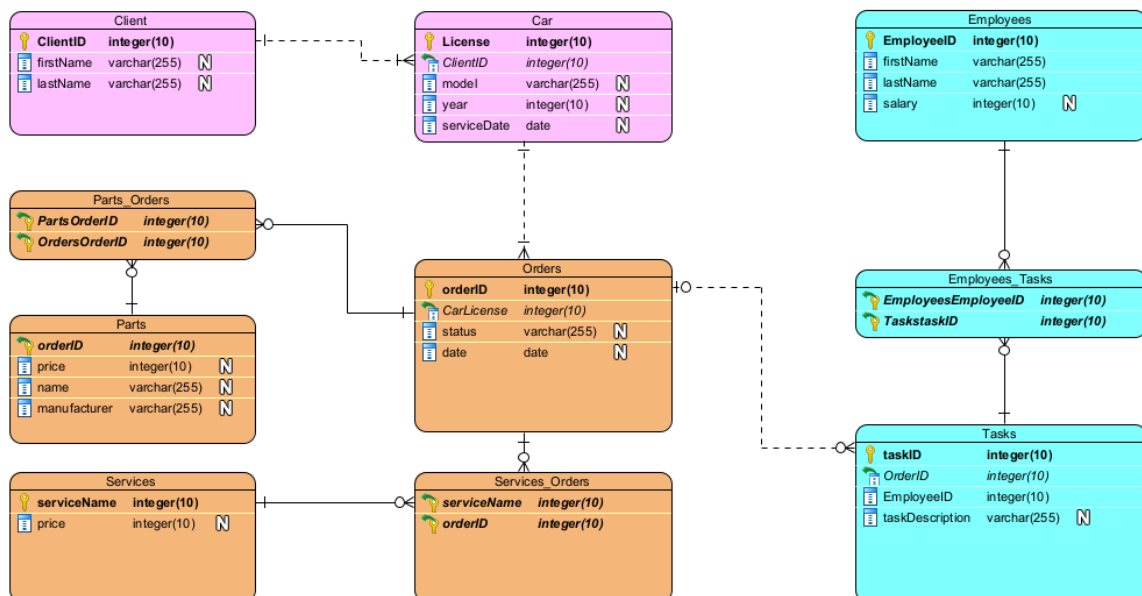 Client
ClientID integer(10)
firstName varchar(255) N
lastName varchar(255) N
Car
License integer(10)
ClientID integer(10)
model varchar(255) N
year integer(10) N
serviceDate date N
Employees
EmployeeID integer(10)
firstName varchar(255)
lastName varchar(255)
salary integer(10) N
Parts_Orders
PartsOrderID integer(10)
OrdersOrderID integer(10)
Parts
orderID integer(10)
price integer(10) N
name varchar(255) N
manufacturer varchar(255) N
Orders
orderID integer(10)
CarLicense integer(10)
status varchar(255) N
date date N
Employees_Tasks
EmployeesEmployeeID integer(10)
TaskstaskID integer(10)
Services
serviceName integer(10)
price integer(10) N
Services_Orders
serviceName integer(10)
orderID integer(10)
Tasks
taskID integer(10)
OrderID integer(10)
EmployeeID integer(10)
taskDescription varchar(255) N